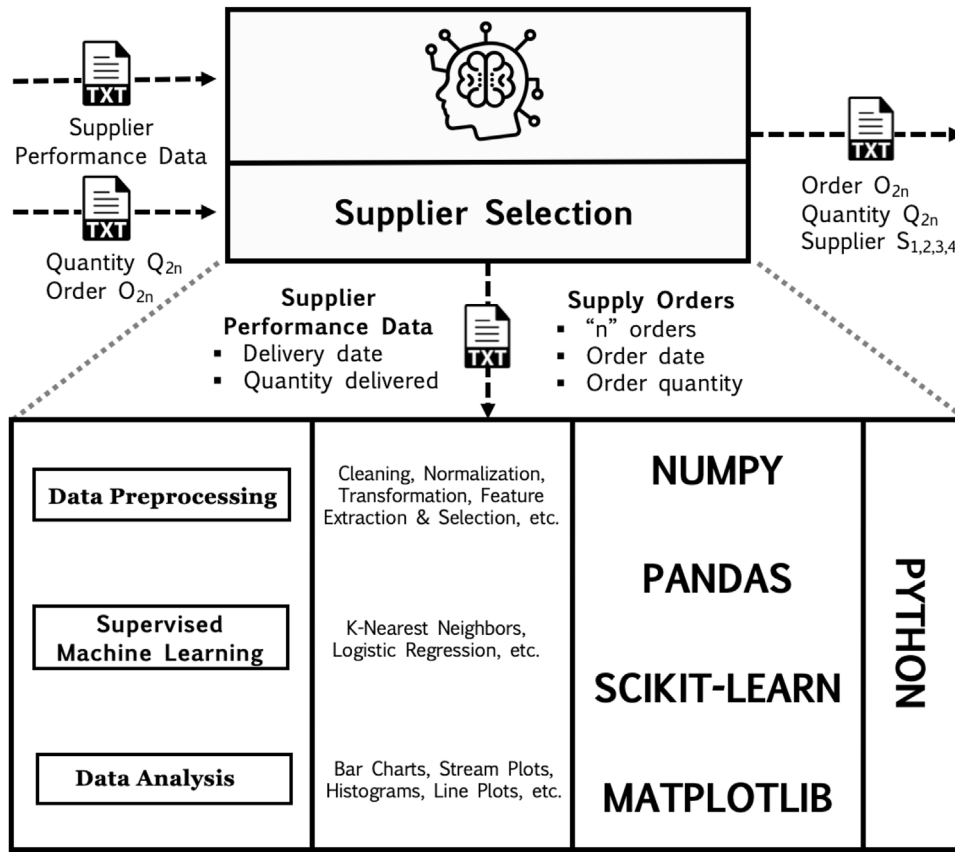 TXT
Supplier
Performance Data
TXT
Quantity Q2n
Order O2n
Supplier Selection
TXT
Order O2n
Quantity Q2n
Supplier S1,2,3,4
Supplier
Performance Data
▪ Delivery date
▪ Quantity delivered
TXT
Supply Orders
▪ “n” orders
▪ Order date
▪ Order quantity
Data Preprocessing
Cleaning, Normalization,
Transformation, Feature
Extraction & Selection, etc.
Supervised
Machine Learning
K-Nearest Neighbors,
Logistic Regression, etc.
Data Analysis
Bar Charts, Stream Plots,
Histograms, Line Plots, etc.
NUMPY
PANDAS
SCIKIT-LEARN
MATPLOTLIB
PYTHON